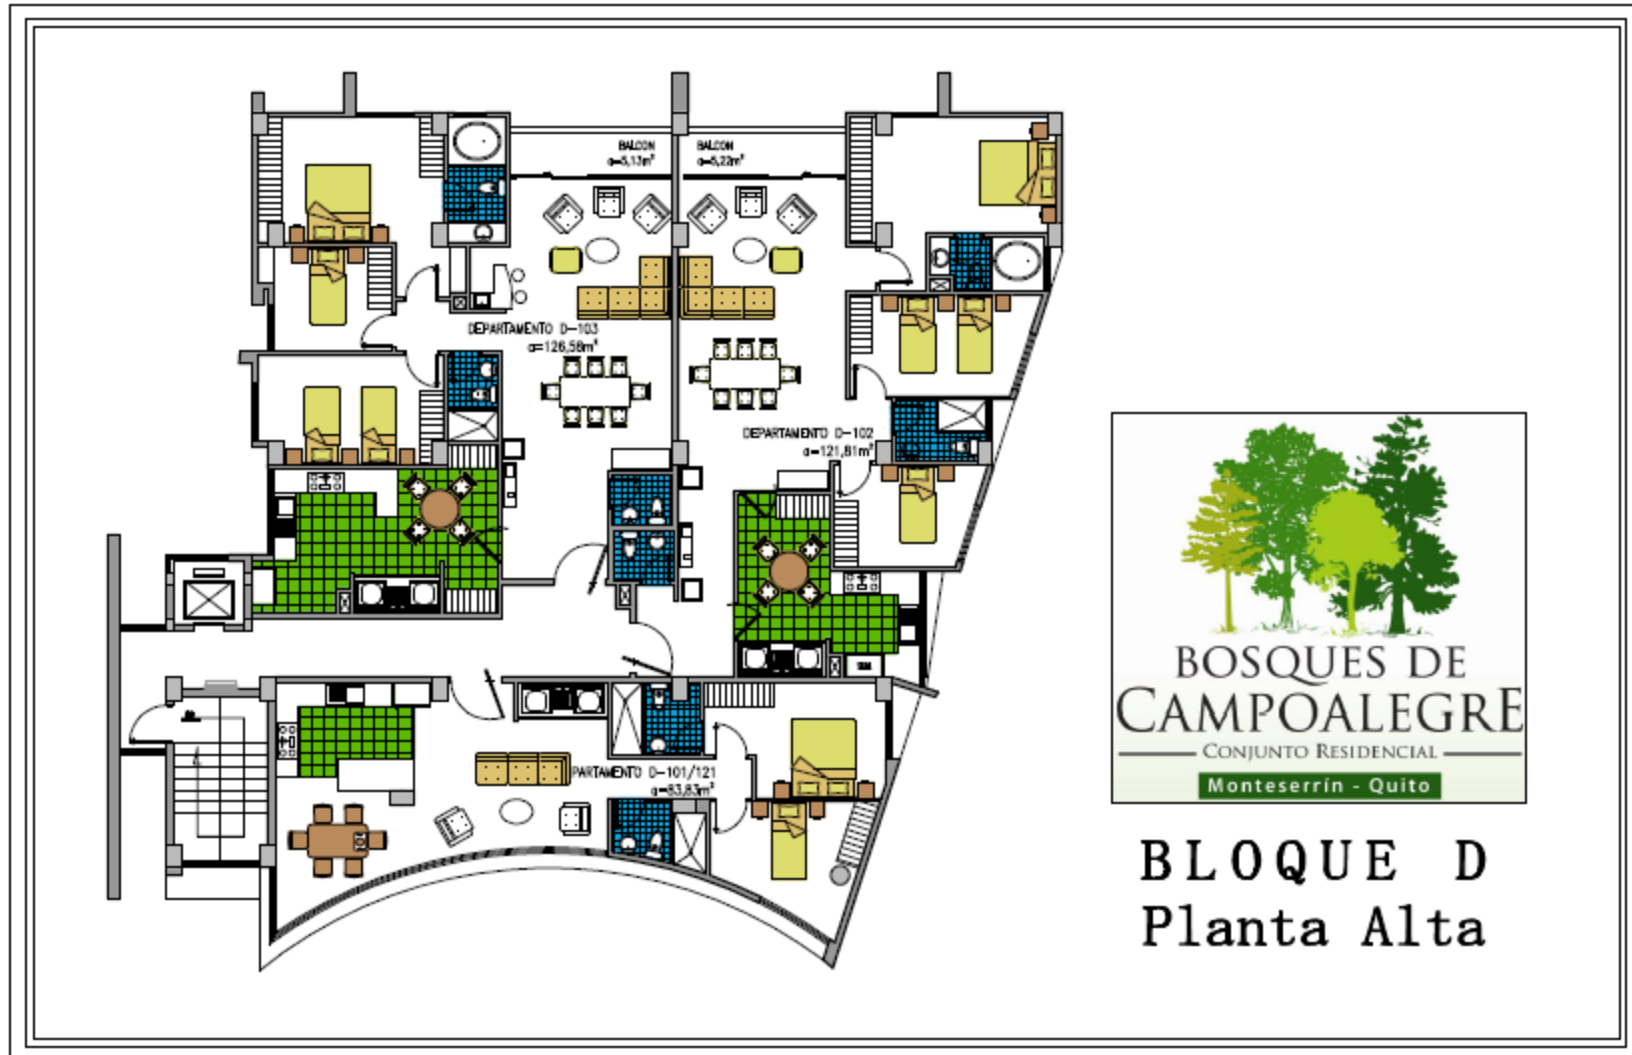 BALCON
a=5,13m²
BALCON
a=5,22m²
DEPARTAMENTO D-103
a=126,58m²
DEPARTAMENTO D-102
a=121,81m²
PARTAMENTO D-101/121
a=83,83m²
BOSQUES DE
CAMPOALEGRE
CONJUNTO RESIDENCIAL
Monteserrín - Quito
BLOQUE D
Planta Alta